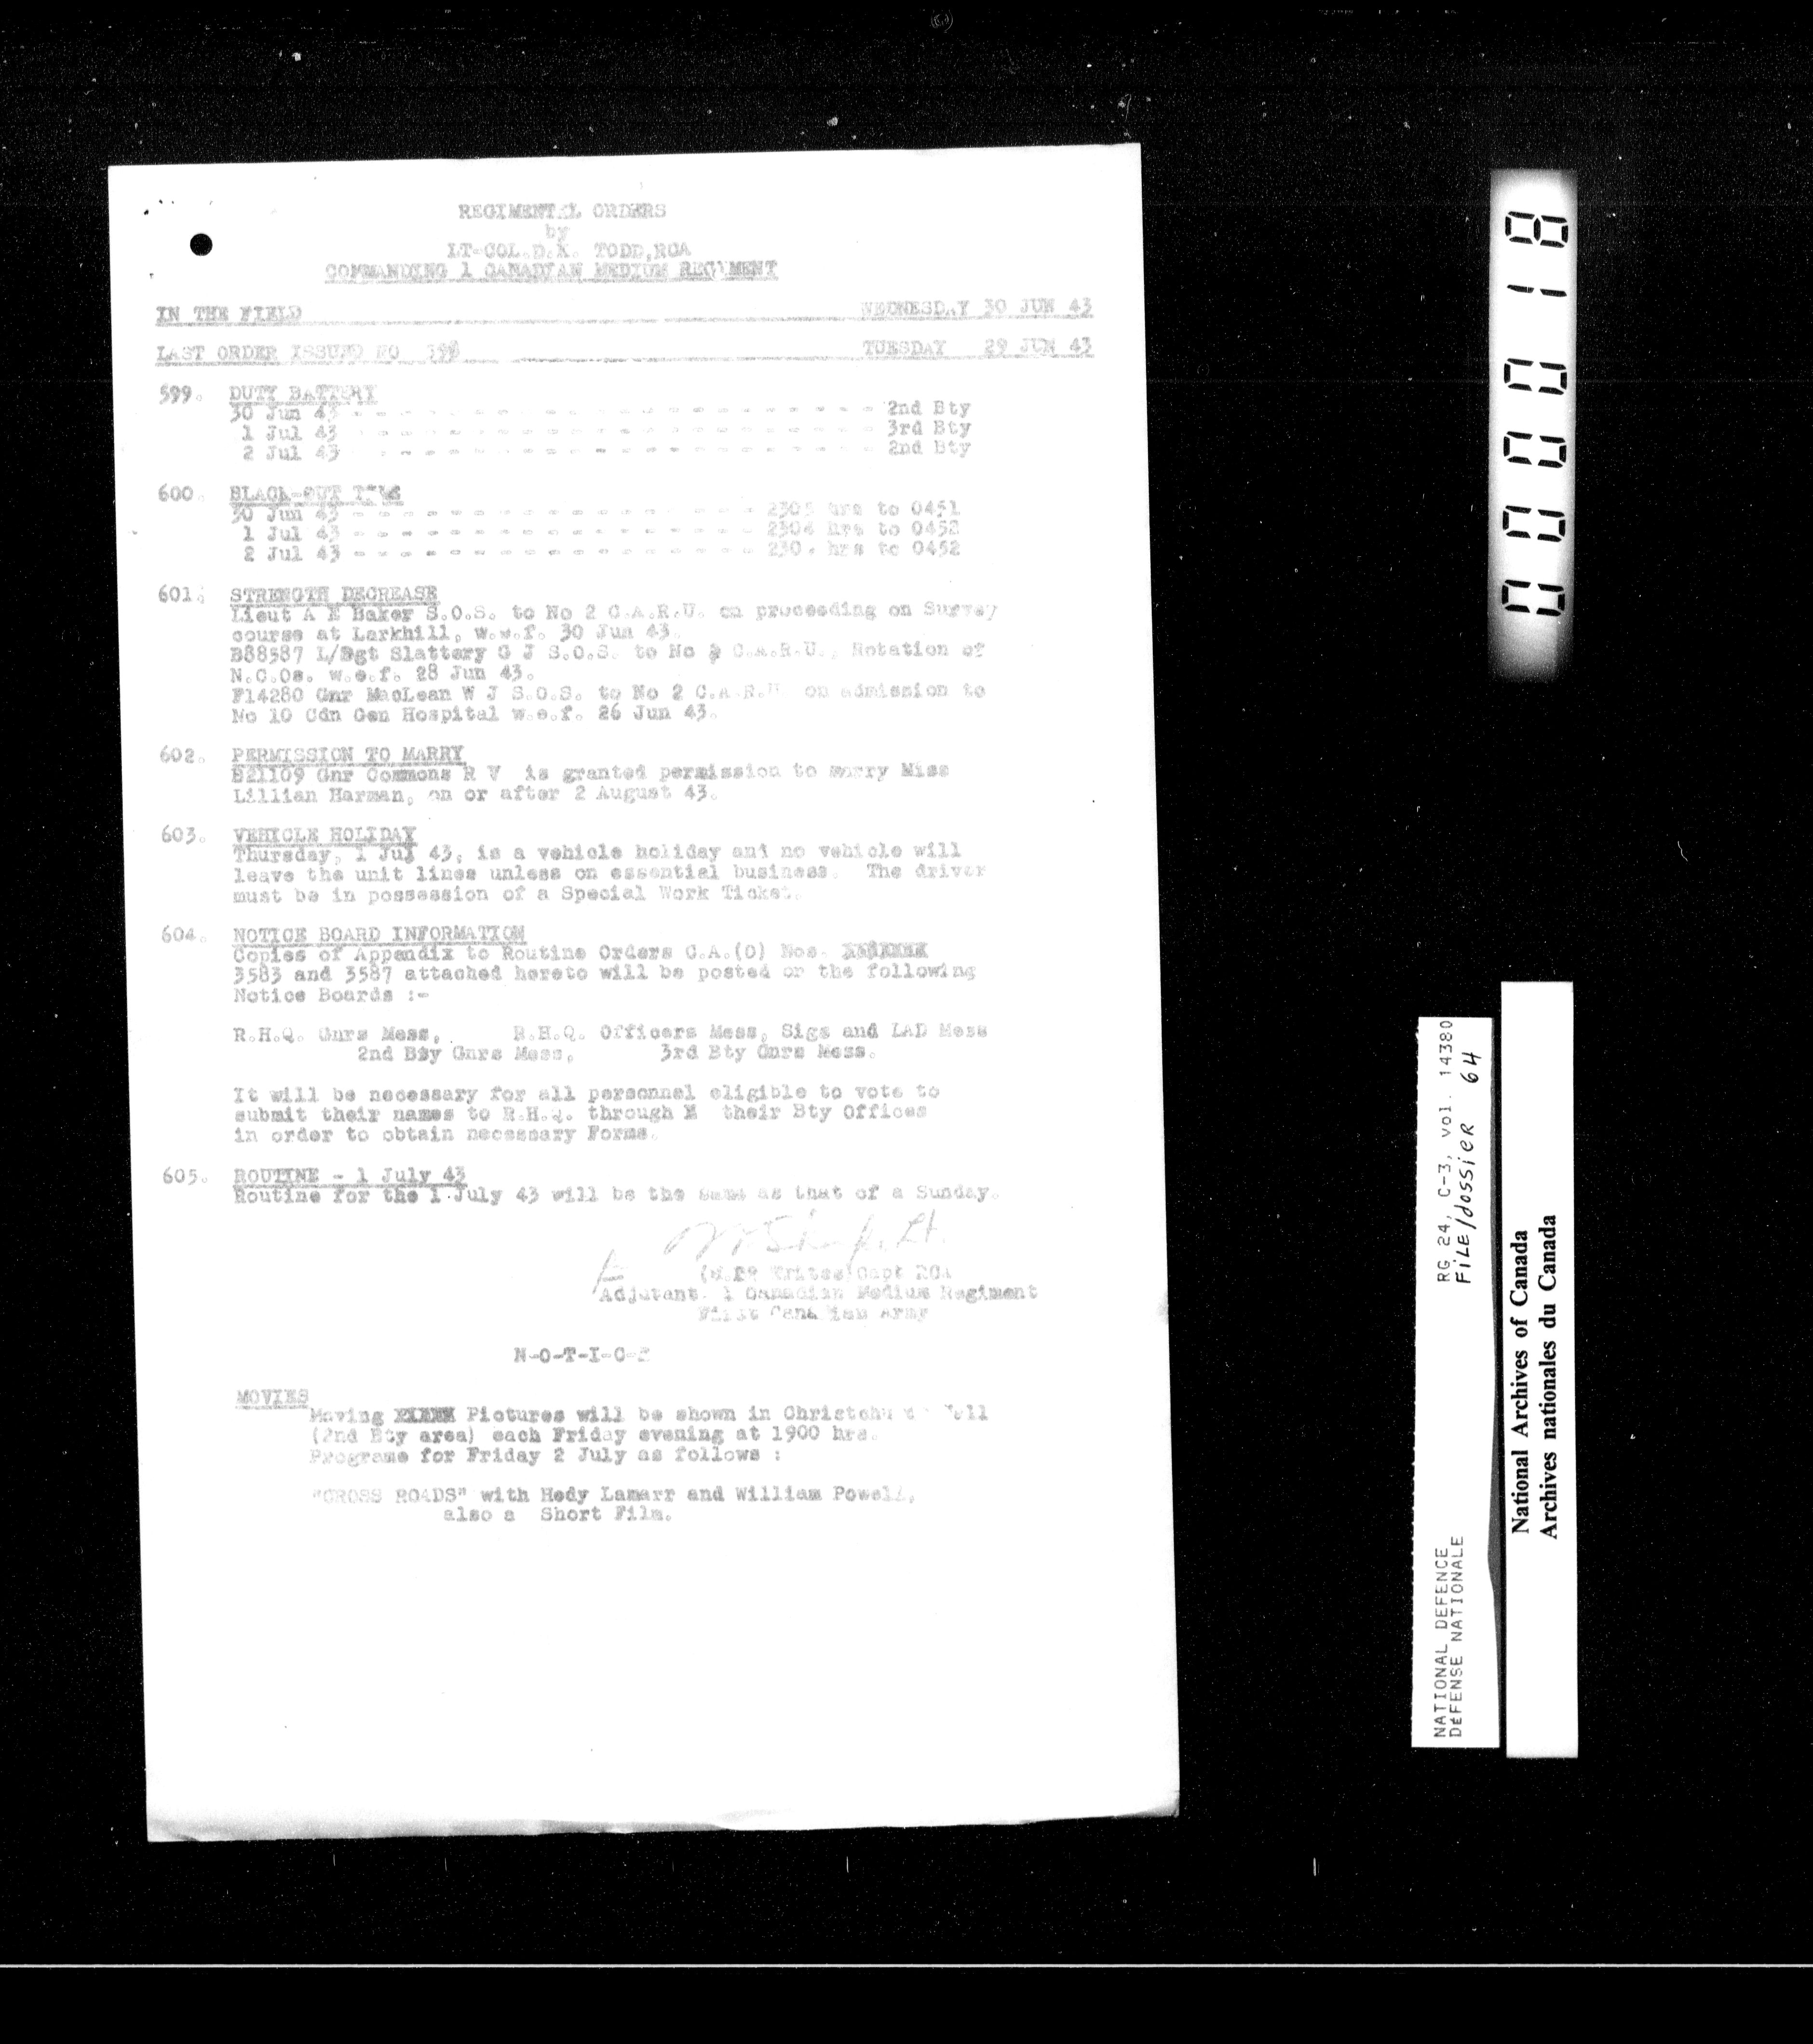 REGIMENTAL ORDERS
by
LT-COL.D.K. TODD,RCA
COMMANDING 1 CANADIAN MEDIUM REGIMENT
IN THE FIELD WEDNESDAY 30 JUN 43
LAST ORDER ISSUED NO 598 TUESDAY 29 JUN 43
599. DUTY BATTERY
30 Jun 43 - - - - - - - - - - - - - - - - - - - - - - 2nd Bty
1 Jul 43 - - - - - - - - - - - - - - - - - - - - - - 3rd Bty
2 Jul 43 - - - - - - - - - - - - - - - - - - - - - - 2nd Bty
600. BLACK-OUT TIME
30 Jun 43 - - - - - - - - - - - - - - - - - 2305 hrs to 0451
1 Jul 43 - - - - - - - - - - - - - - - - - 2304 hrs to 0452
2 Jul 43 - - - - - - - - - - - - - - - - - hrs to 0452
601. STRENGTH DECREASE
Lieut A E Baker S.O.S. to No 2 C.A.R.U. on proceeding on Survey
course at Larkhill, w.e.f. 30 Jun 43.
B88587 L/Sgt Slattery G J S.O.S. to No 2 C.A.R.U., Rotation of
N.C.Os. w.e.f. 28 Jun 43.
F14280 Gnr MacLean W J S.O.S. to No 2 C.A.R.U on admission to
No 10 Cdn Gen Hospital w.e.f. 26 Jun 43.
602. PERMISSION TO MARRY
B21109 Gnr Commons R V is granted permission to marry Miss
Lillian Harman, on or after 2 August 43.
603. VEHICLE HOLIDAY
Thursday, 1 Jul 43, is a vehicle holiday and no vehicle will
leave the unit lines unless on essential business. The driver
must be in possession of a Special Work Ticket.
604. NOTICE BOARD INFORMATION
Copies of Appendix to Routine Orders C.A.(O) Nos.
3583 and 3587 attached hereto will be posted on the following
Notice Boards :-
R.H.Q. Gnrs Mess, R.H.Q. Officers Mess, Sigs and LAD Mess
2nd Bty Gnrs Mess, 3rd Bty Gnrs Mess.
It will be necessary for all personnel eligible to vote to
submit their names to R.H.Q. through X their Bty Offices
in order to obtain necessary Forms.
605. ROUTINE - 1 July 43
Routine for the 1 July 43 will be the same as that of a Sunday.
Lt.
Capt RCA
Adjutant. 1 Canadian Medium Regiment
First Canadian Army
N-O-T-I-C-E
MOVIES
Moving Pictures will be shown in
(2nd Bty area) each Friday evening at 1900 hrs.
Programe for Friday 2 July as follows :
"CROSS ROADS" with Hedy Lamarr and William Powell,
also a Short Film.
000018
RG 24, C-3, vol. 14380
FILE/dossier 64
NATIONAL DEFENCE
DÉFENSE NATIONALE
National Archives of Canada
Archives nationales du Canada